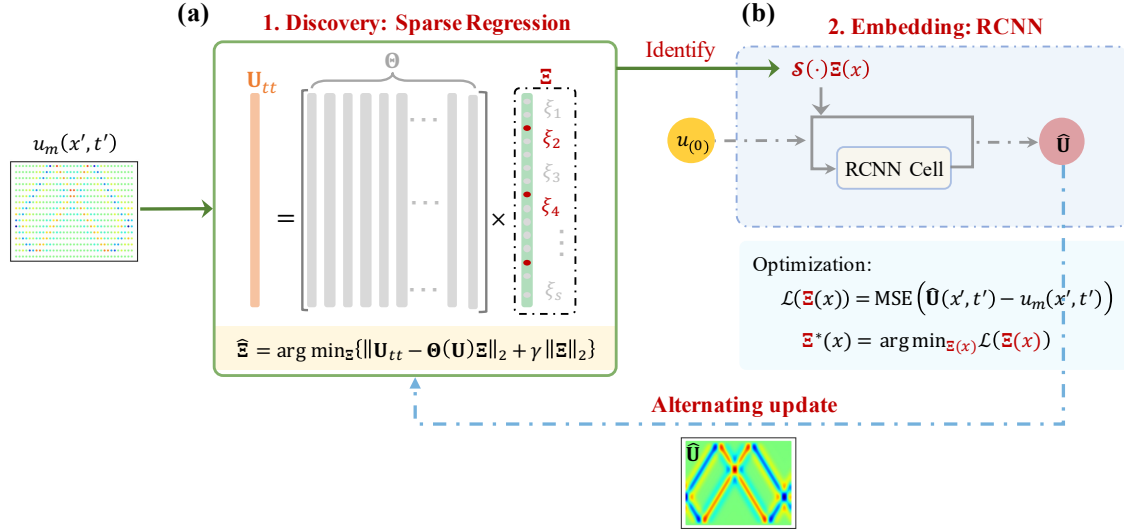 (a)
1. Discovery: Sparse Regression
u_m(x′, t′)
U_tt
=
Θ
...
...
...
×
Ξ
ξ_1
ξ_2
ξ_3
ξ_4
⋮
ξ_s
Ξ̂ = arg min_Ξ{‖U_tt − Θ(U)Ξ‖_2 + γ ‖Ξ‖_2}
Identify
(b)
2. Embedding: RCNN
𝓢(·)Ξ(x)
u_(0)
RCNN Cell
Û
Optimization:
ℒ(Ξ(x)) = MSE(Û(x′, t′) − u_m(x′, t′))
Ξ*(x) = arg min_Ξ(x) ℒ(Ξ(x))
Alternating update
Û